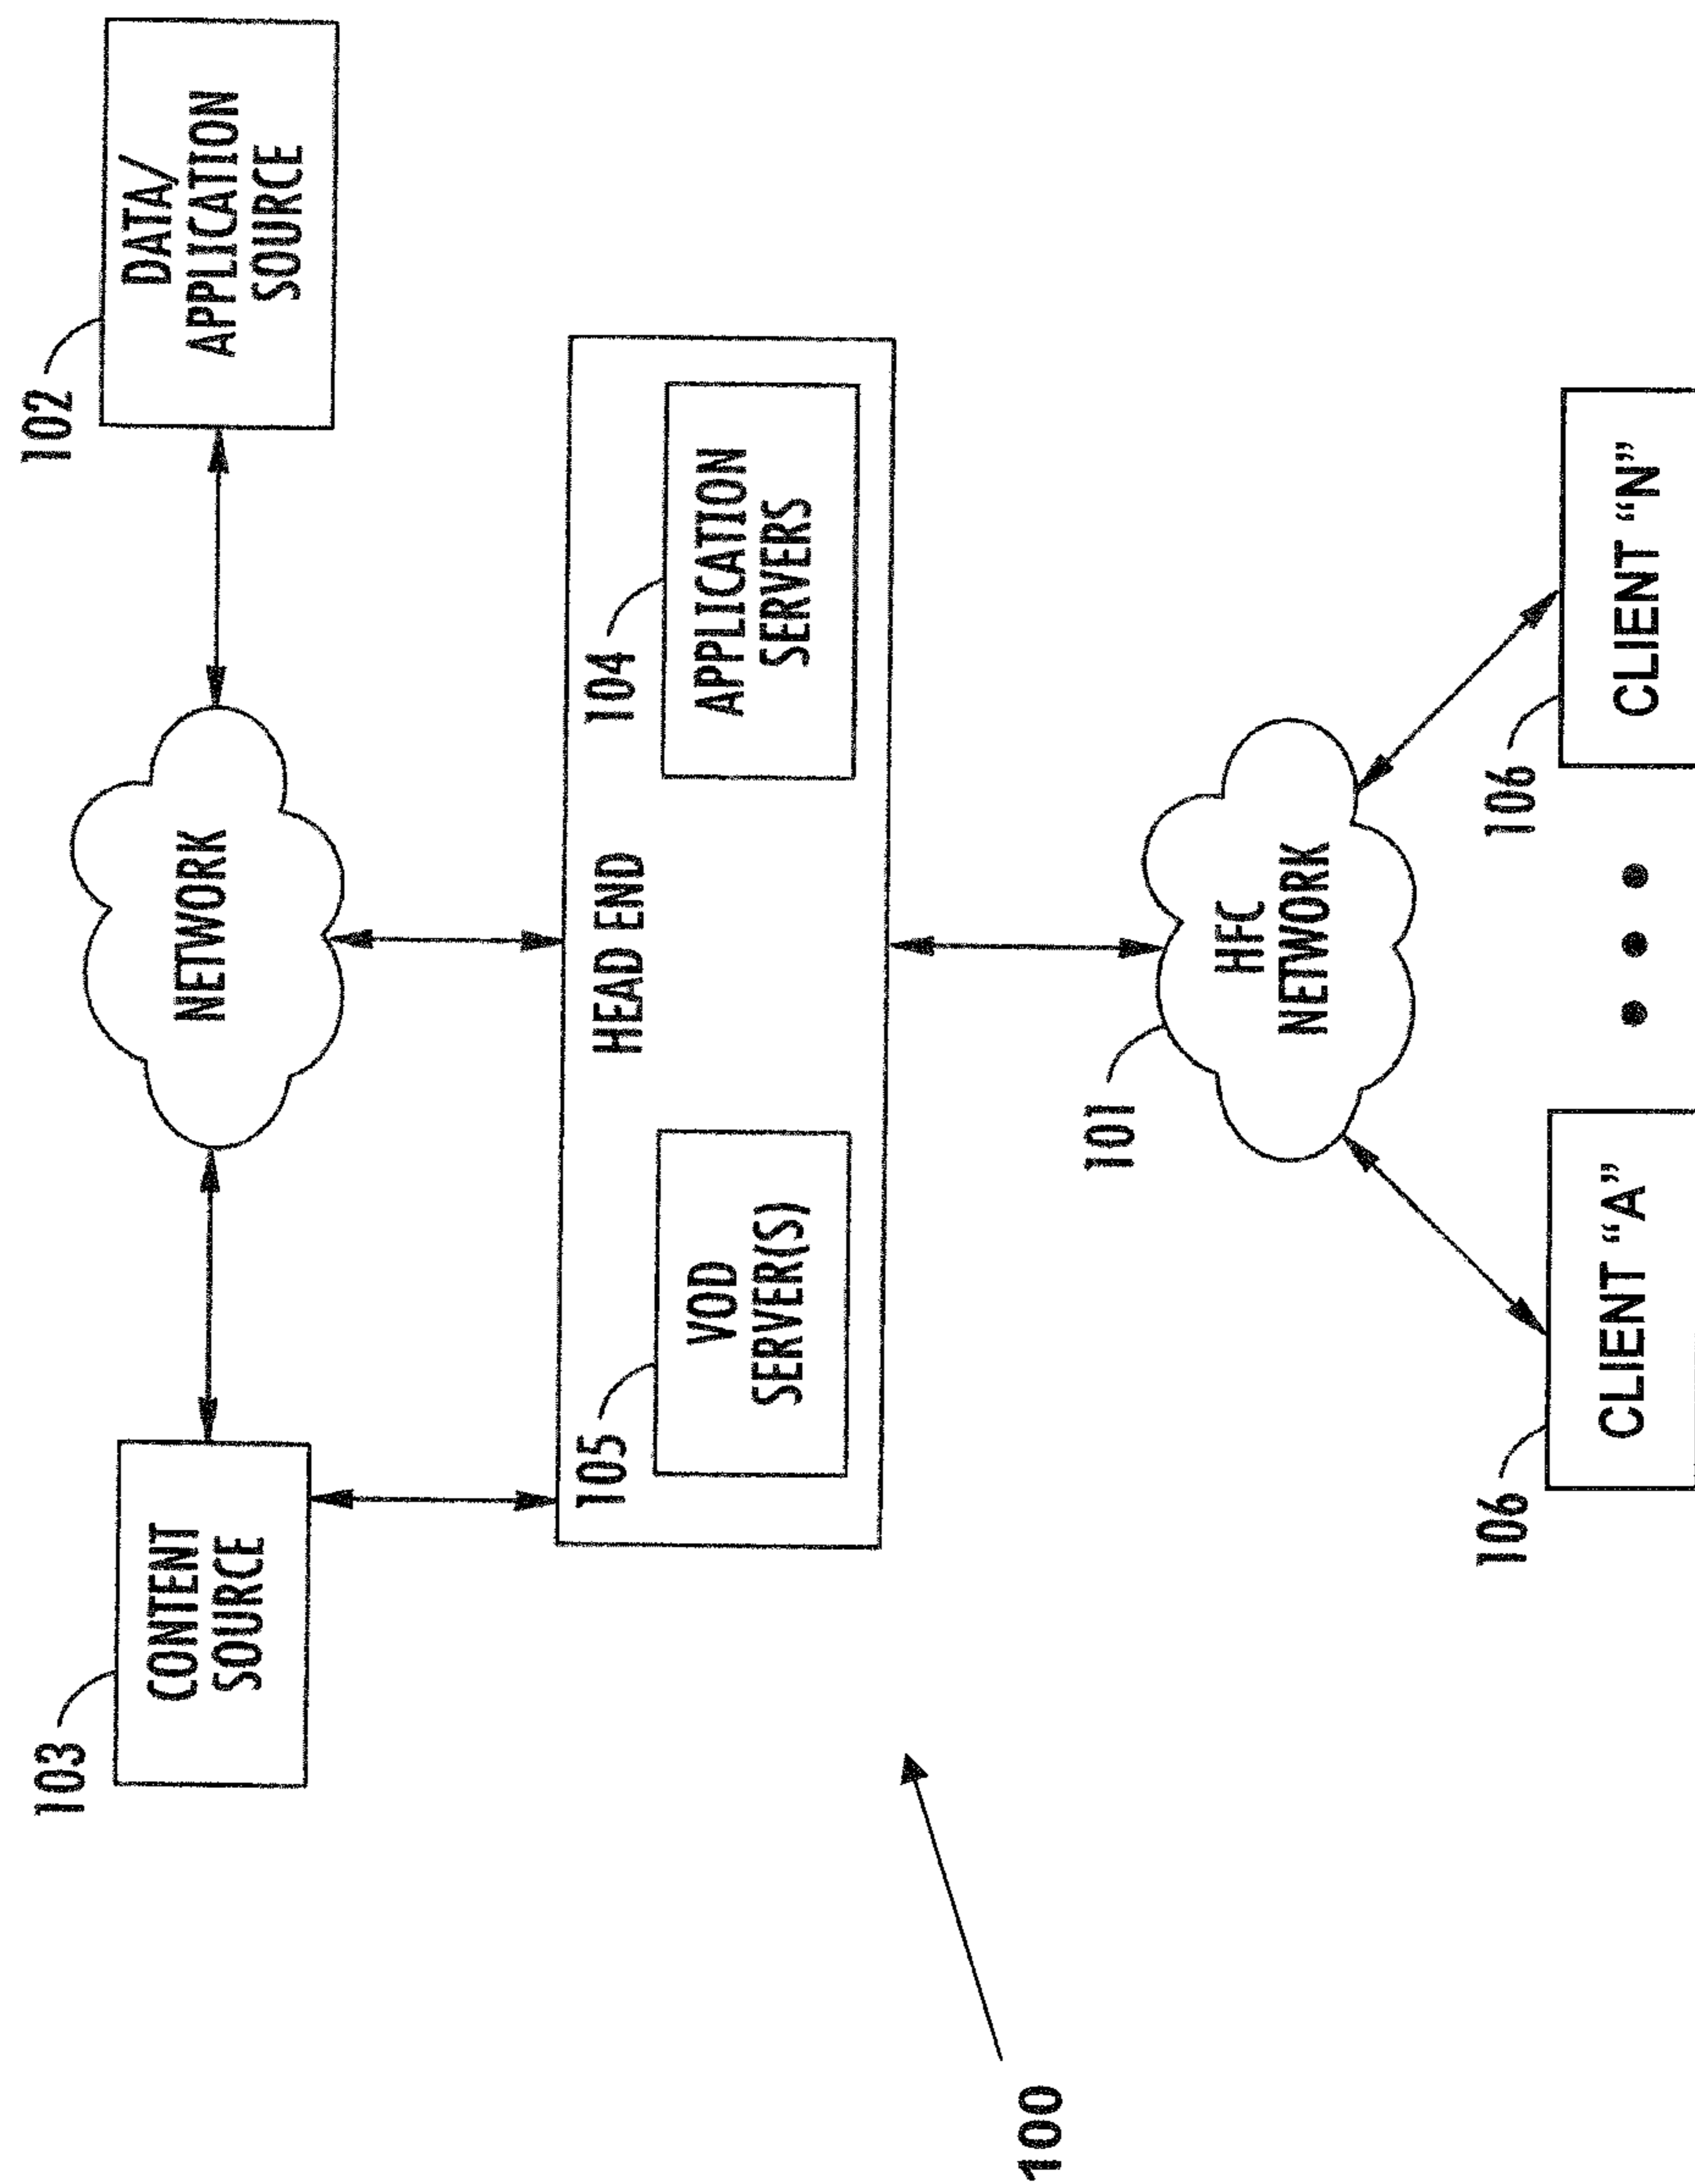 103
CONTENT
SOURCE
NETWORK
102
DATA/
APPLICATION
SOURCE
HEAD END
105
VOD
SERVER(S)
104
APPLICATION
SERVERS
100
101
HFC
NETWORK
106
CLIENT “A”
106
CLIENT “N”